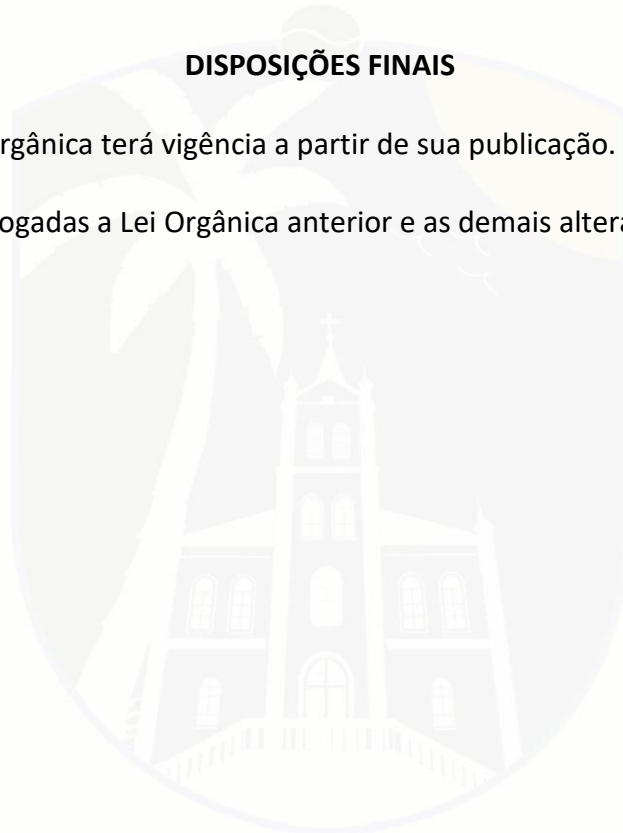 DISPOSIÇÕES FINAIS
rgânica terá vigência a partir de sua publicação.
ogadas a Lei Orgânica anterior e as demais altera